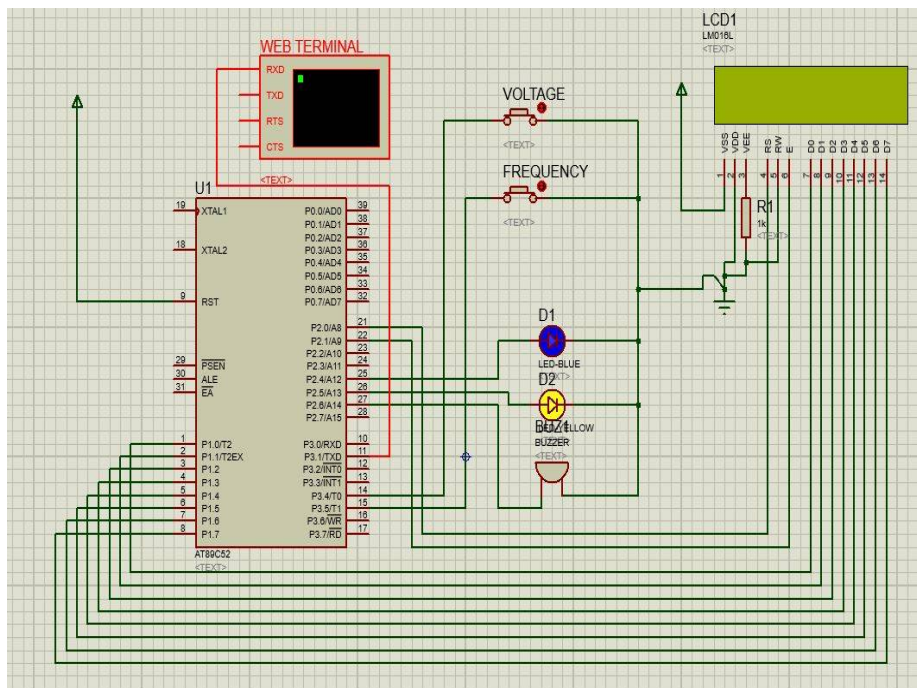 LCD1
LM016L
<TEXT>
WEB TERMINAL
RXD
TXD
RTS
CTS
<TEXT>
VOLTAGE
<TEXT>
FREQUENCY
<TEXT>
VSS
VDD
VEE
RS
RW
E
D0
D1
D2
D3
D4
D5
D6
D7
1
2
3
4
5
6
7
8
9
10
11
12
13
14
R1
1k
<TEXT>
U1
19 XTAL1
18 XTAL2
9 RST
29 PSEN
30 ALE
31 EA
1 P1.0/T2
2 P1.1/T2EX
3 P1.2
4 P1.3
5 P1.4
6 P1.5
7 P1.6
8 P1.7
P0.0/AD0 39
P0.1/AD1 38
P0.2/AD2 37
P0.3/AD3 36
P0.4/AD4 35
P0.5/AD5 34
P0.6/AD6 33
P0.7/AD7 32
P2.0/A8 21
P2.1/A9 22
P2.2/A10 23
P2.3/A11 24
P2.4/A12 25
P2.5/A13 26
P2.6/A14 27
P2.7/A15 28
P3.0/RXD 10
P3.1/TXD 11
P3.2/INT0 12
P3.3/INT1 13
P3.4/T0 14
P3.5/T1 15
P3.6/WR 16
P3.7/RD 17
AT89C52
<TEXT>
D1
LED-BLUE
D2
BUZZER
<TEXT>